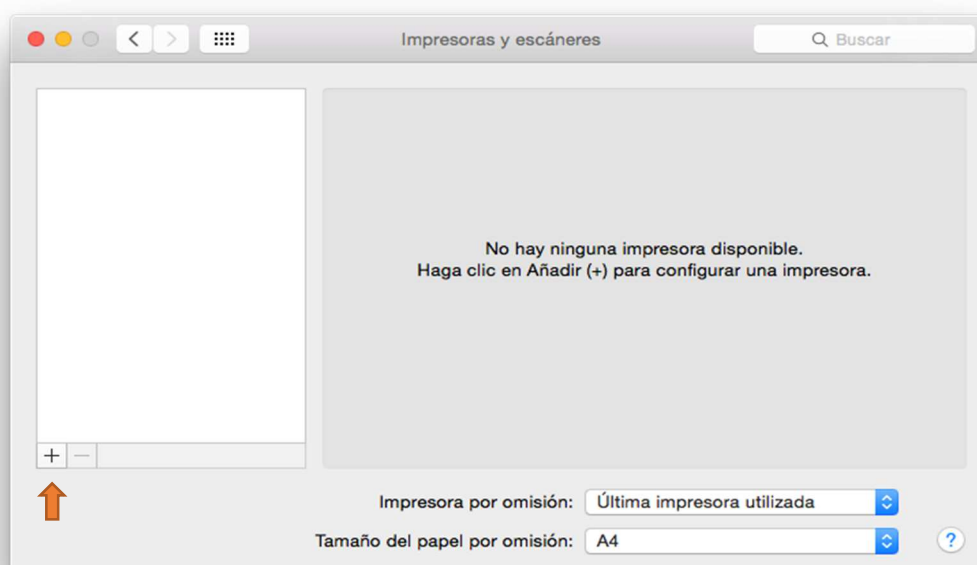 Impresoras y escáneres
Buscar
No hay ninguna impresora disponible.
Haga clic en Añadir (+) para configurar una impresora.
+ −
Impresora por omisión: Última impresora utilizada
Tamaño del papel por omisión: A4
?